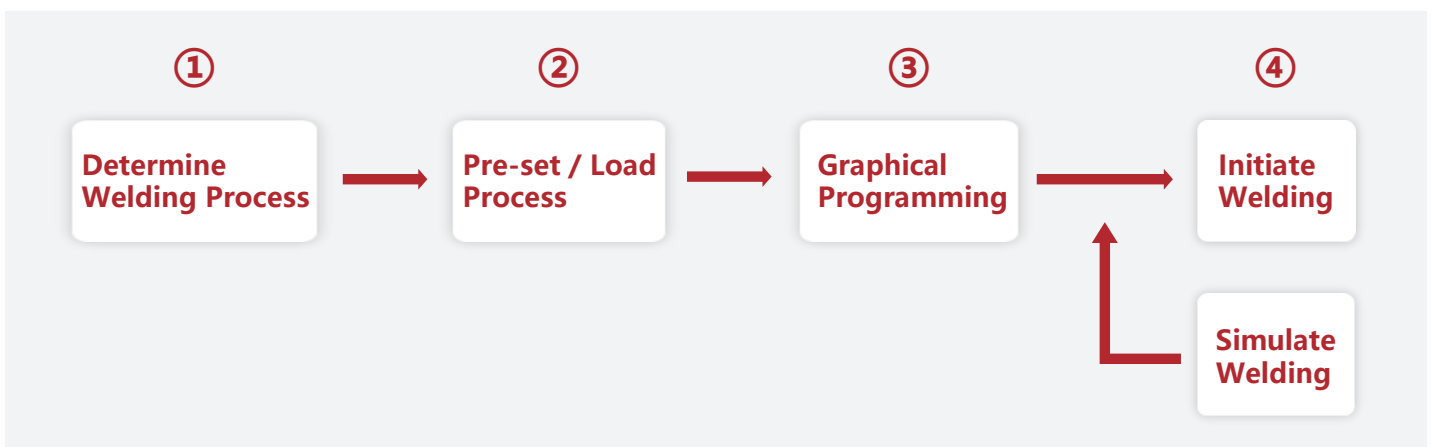 ①
②
③
④
Determine
Welding Process
Pre-set / Load
Process
Graphical
Programming
Initiate
Welding
Simulate
Welding